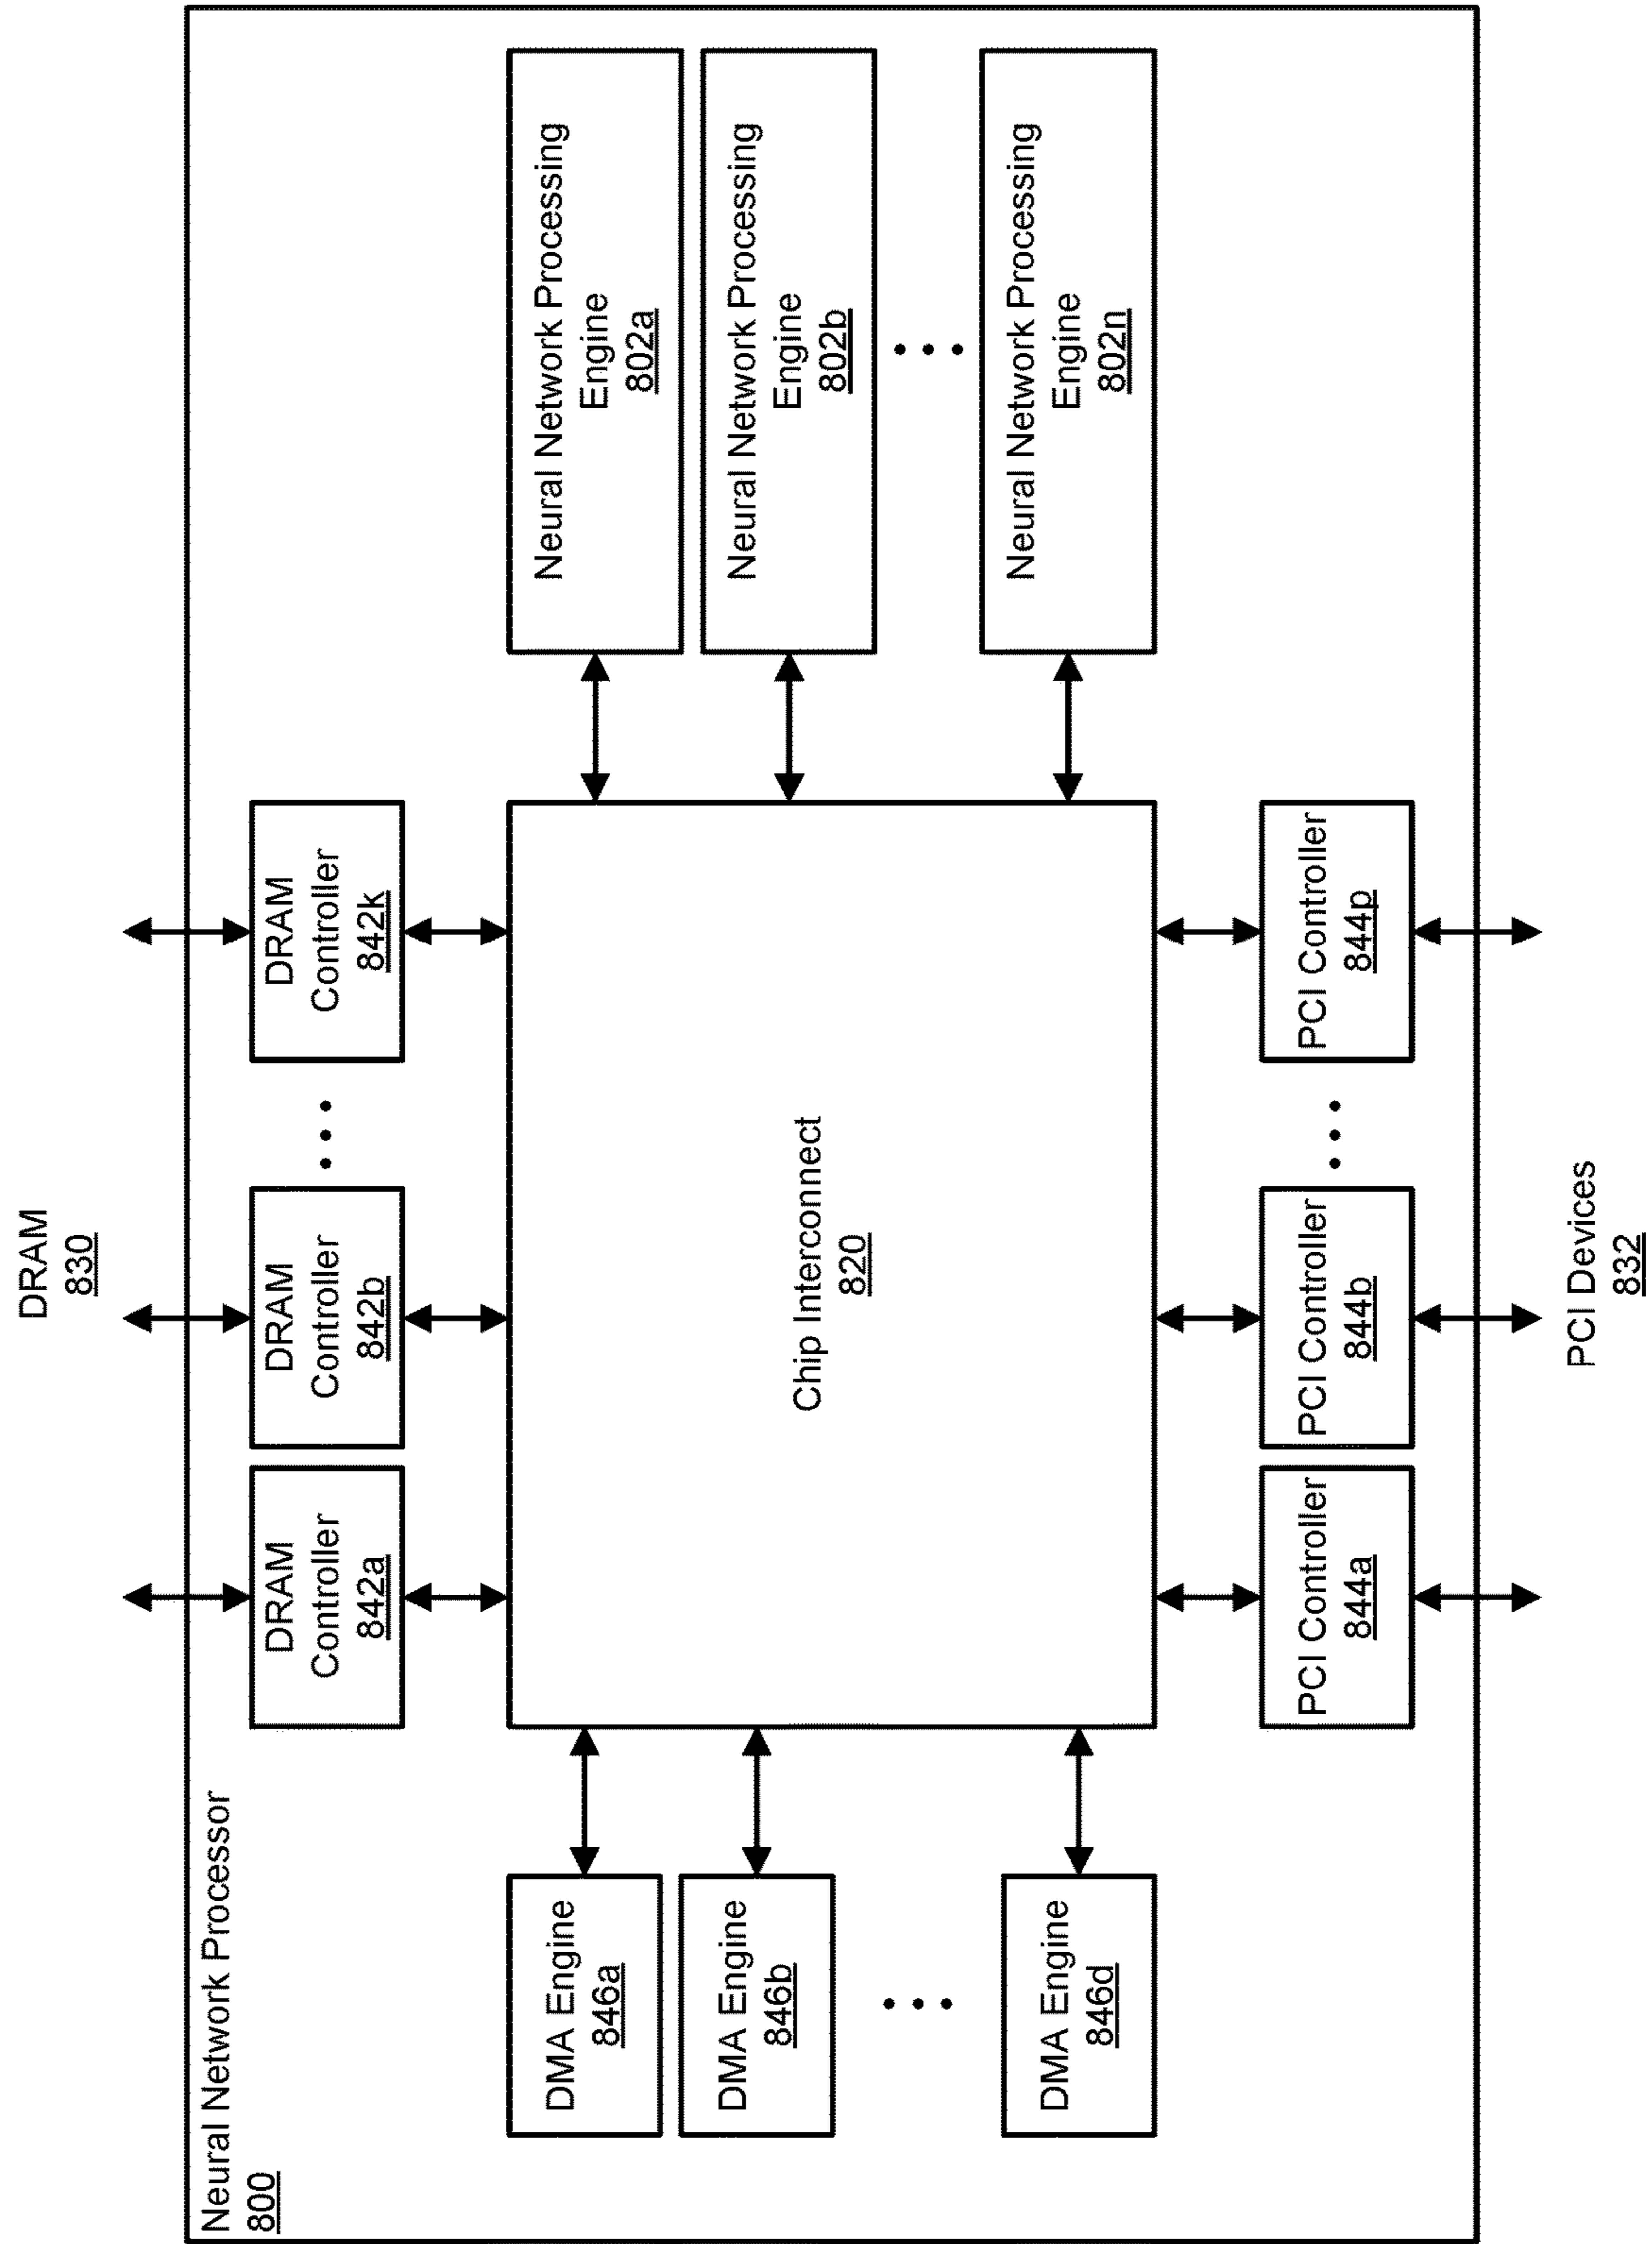 DRAM
830
Neural Network Processor
800
DRAM
Controller
842a
DRAM
Controller
842b
• • •
DRAM
Controller
842k
DMA Engine
846a
DMA Engine
846b
• • •
DMA Engine
846d
Chip Interconnect
820
Neural Network Processing
Engine
802a
Neural Network Processing
Engine
802b
• • •
Neural Network Processing
Engine
802n
PCI Controller
844a
PCI Controller
844b
• • •
PCI Controller
844p
PCI Devices
832